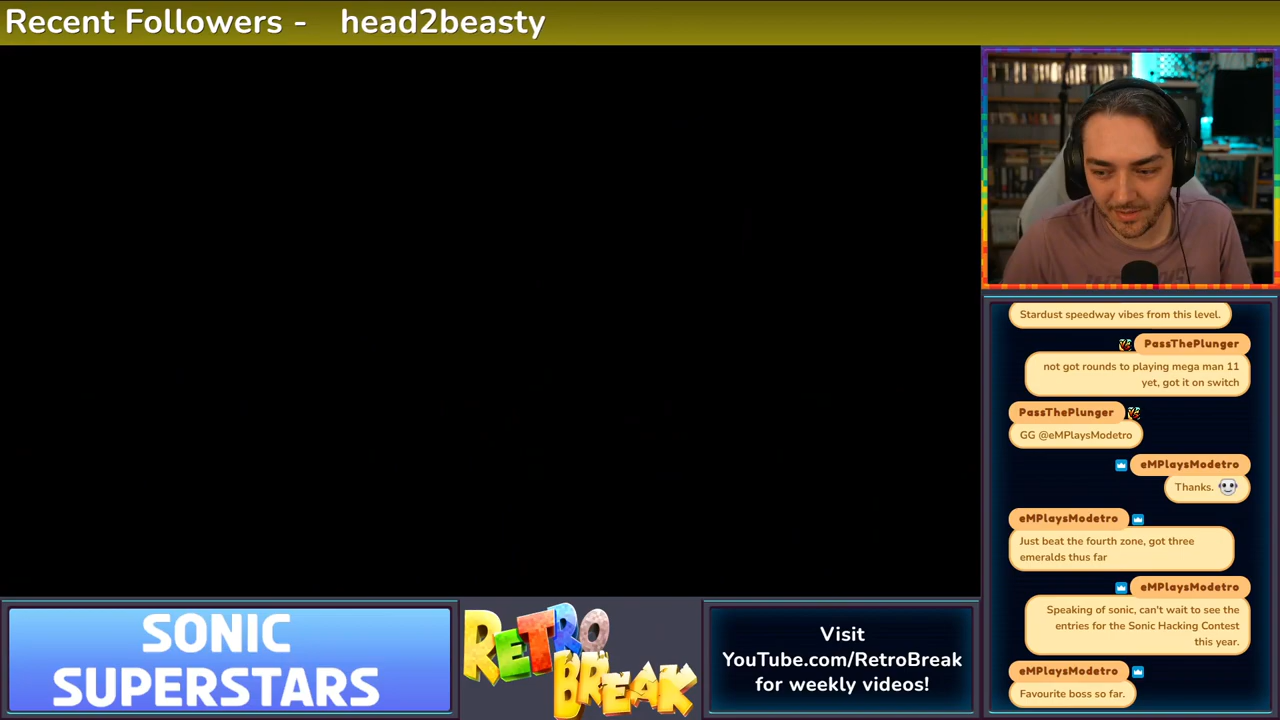 Recent Followers - head2beasty
Stardust speedway vibes from this level.
PassThePlunger
not got rounds to playing mega man 11
yet, got it on switch
PassThePlunger
GG @eMPlaysModetro
eMPlaysModetro
Thanks.
eMPlaysModetro
Just beat the fourth zone, got three
emeralds thus far
eMPlaysModetro
Speaking of sonic, can't wait to see the
entries for the Sonic Hacking Contest
this year.
eMPlaysModetro
Favourite boss so far.
SONIC
SUPERSTARS
RETRO
BREAK
Visit
YouTube.com/RetroBreak
for weekly videos!